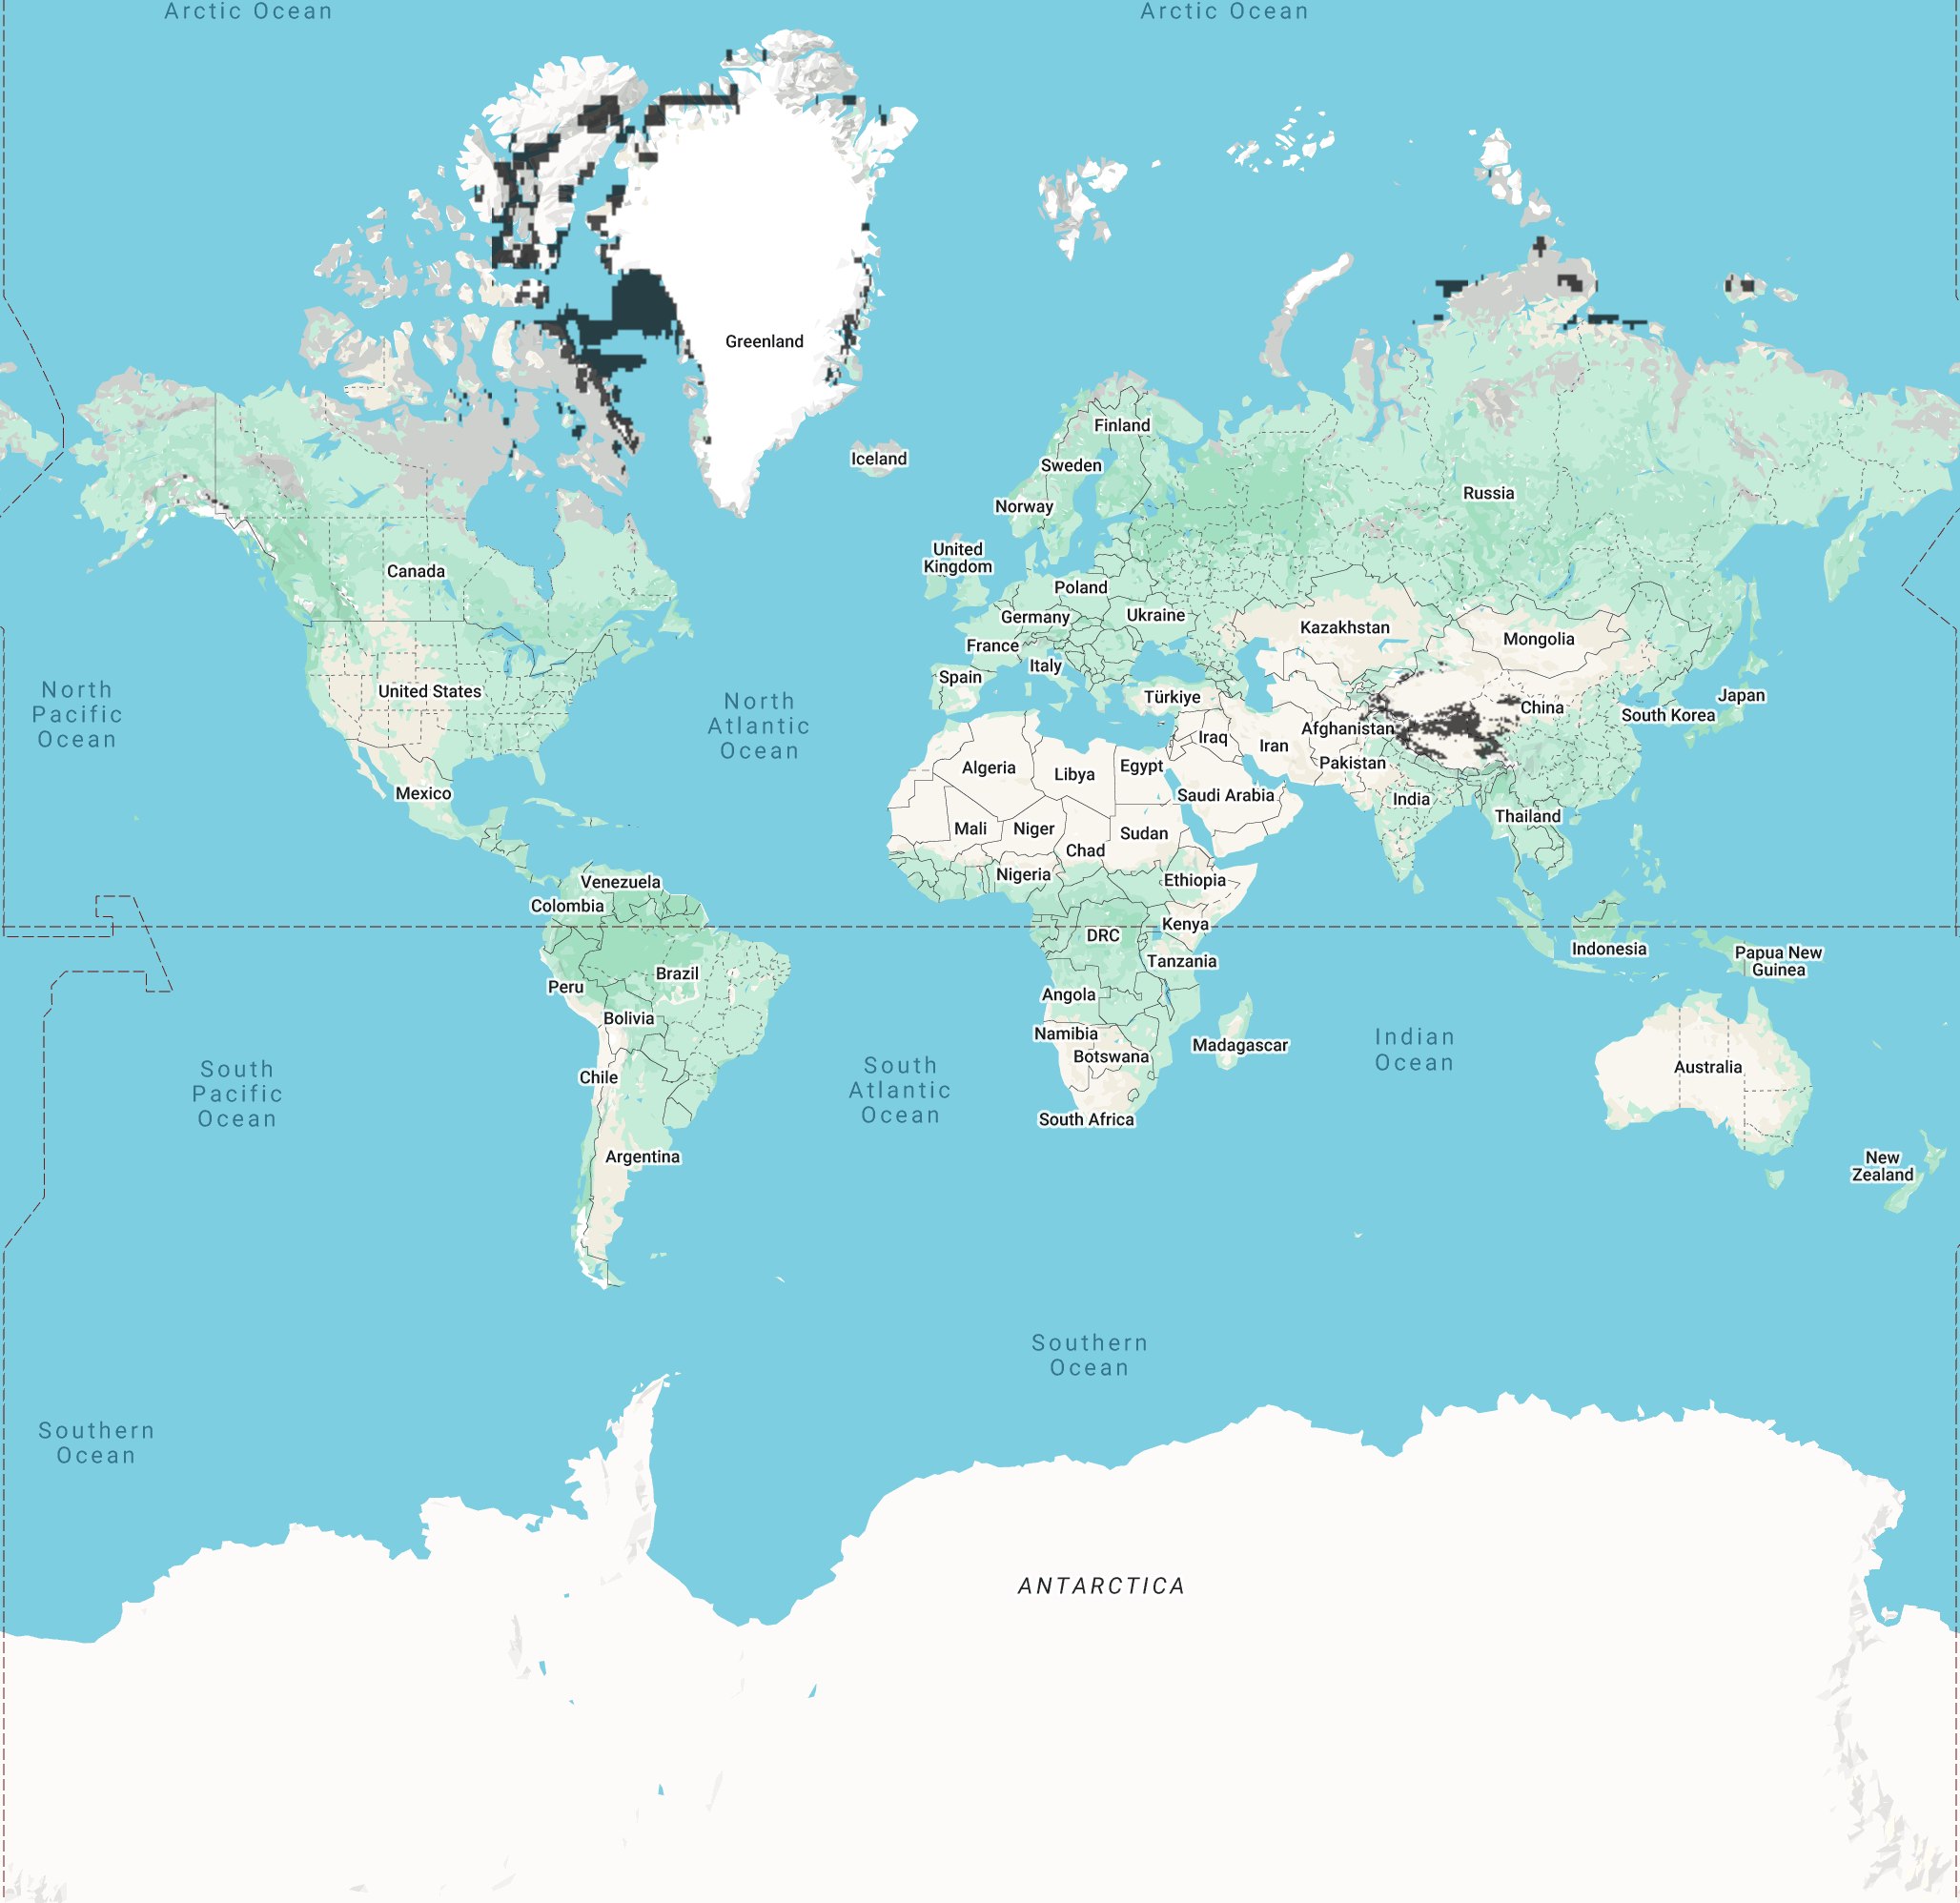 Arctic Ocean
Arctic Ocean
Greenland
Finland
Iceland
Sweden
Russia
Norway
United
Kingdom
Canada
Poland
Germany
Ukraine
Kazakhstan
Mongolia
France
Italy
Spain
United States
Türkiye
Japan
China
South Korea
North
Pacific
Ocean
North
Atlantic
Ocean
Afghanistan
Iraq
Iran
Pakistan
Algeria
Libya
Egypt
Saudi Arabia
India
Mexico
Thailand
Mali
Niger
Sudan
Chad
Nigeria
Ethiopia
Venezuela
Colombia
Kenya
DRC
Indonesia
Papua New
Guinea
Tanzania
Brazil
Peru
Angola
Bolivia
Namibia
Madagascar
Botswana
Indian
Ocean
Australia
Chile
South
Pacific
Ocean
South
Atlantic
Ocean
South Africa
Argentina
New
Zealand
Southern
Ocean
Southern
Ocean
ANTARCTICA